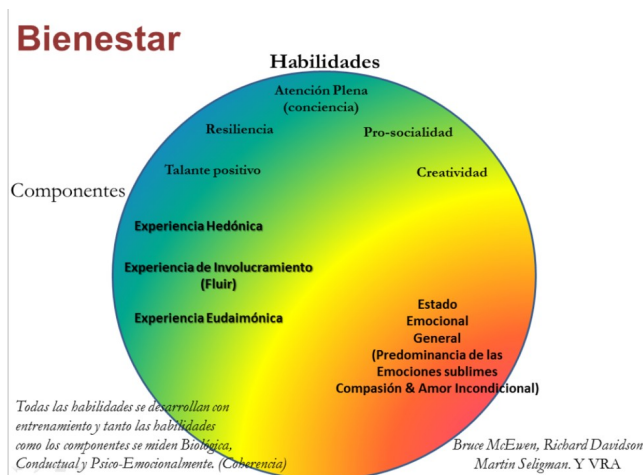 Bienestar
Habilidades
Atención Plena
(conciencia)
Resiliencia
Pro-socialidad
Talante positivo
Creatividad
Componentes
Experiencia Hedónica
Experiencia de Involucramiento
(Fluir)
Experiencia Eudaimónica
Estado
Emocional
General
(Predominancia de las
Emociones sublimes
Compasión & Amor Incondicional)
Todas las habilidades se desarrollan con
entrenamiento y tanto las habilidades
como los componentes se miden Biológica,
Conductual y Psico-Emocionalmente. (Coherencia)
Bruce McEwen, Richard Davidson
Martin Seligman. Y VRA